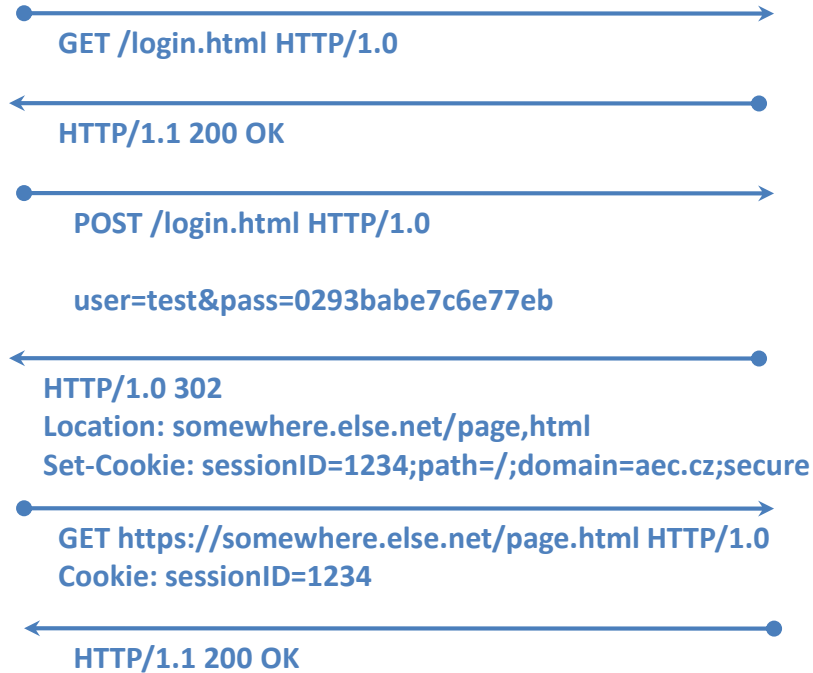 GET /login.html HTTP/1.0
HTTP/1.1 200 OK
POST /login.html HTTP/1.0
user=test&pass=0293babe7c6e77eb
HTTP/1.0 302
Location: somewhere.else.net/page,html
Set-Cookie: sessionID=1234;path=/;domain=aec.cz;secure
GET https://somewhere.else.net/page.html HTTP/1.0
Cookie: sessionID=1234
HTTP/1.1 200 OK